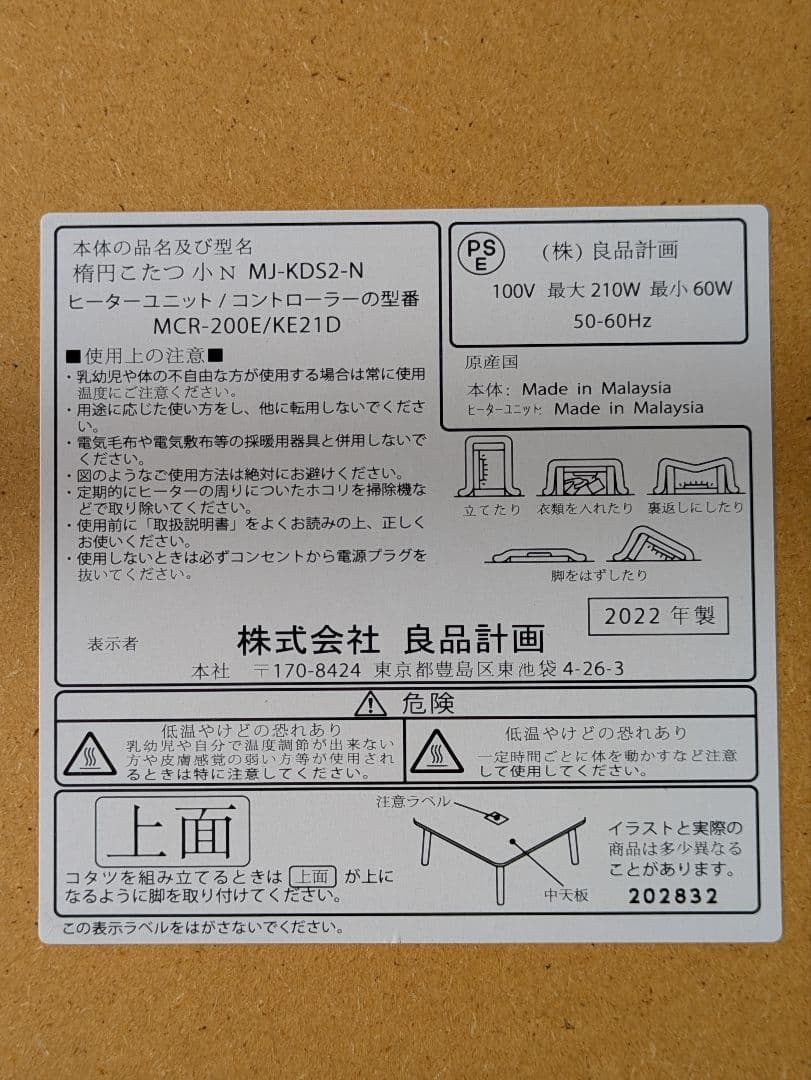 本体の品名及び型名
楕円こたつ 小N MJ-KDS2-N
ヒーターユニット / コントローラーの型番
MCR-200E/KE21D
■使用上の注意■
・乳幼児や体の不自由な方が使用する場合は常に使用
温度にご注意ください。
・用途に応じた使い方をし、他に転用しないでくださ
い。
・電気毛布や電気敷布等の採暖用器具と併用しないで
ください。
・図のようなご使用方法は絶対にお避けください。
・定期的にヒーターの周りについたホコリを掃除機な
どで取り除いてください。
・使用前に「取扱説明書」をよくお読みの上、正しく
お使いください。
・使用しないときは必ずコンセントから電源プラグを
抜いてください。
PS
E
(株) 良品計画
100V 最大 210W 最小 60W
50-60Hz
原産国
本体: Made in Malaysia
ヒーターユニット: Made in Malaysia
立てたり 衣類を入れたり 裏返しにしたり
脚をはずしたり
2022 年製
表示者 株式会社 良品計画
本社 〒170-8424 東京都豊島区東池袋 4-26-3
危険
低温やけどの恐れあり
乳幼児や自分で温度調節が出来ない
方や皮膚感覚の弱い方等が使用され
るときは特に注意してください。
低温やけどの恐れあり
一定時間ごとに体を動かすなど注意
して使用してください。
上面
コタツを組み立てるときは 上面 が上に
なるように脚を取り付けてください。
注意ラベル
中天板
イラストと実際の
商品は多少異なる
ことがあります。
202832
この表示ラベルをはがさないでください。